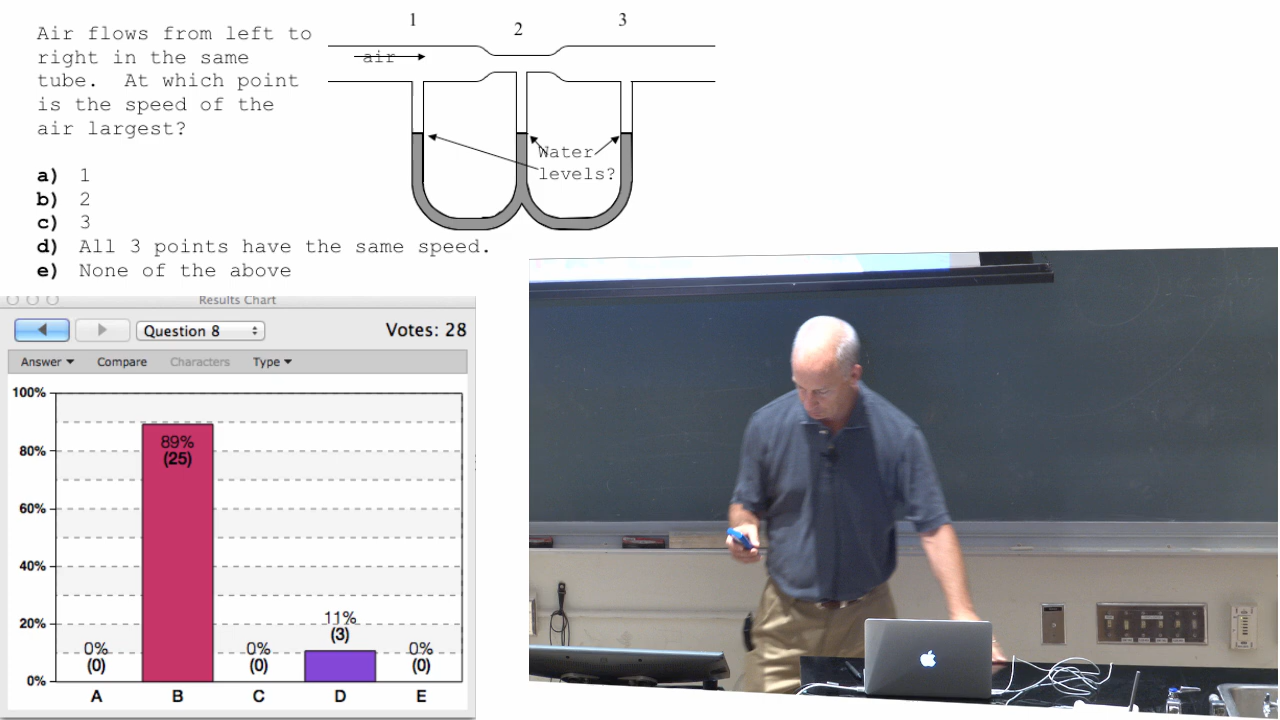 Air flows from left to
right in the same
tube.  At which point
is the speed of the
air largest?
a) 1
b) 2
c) 3
d) All 3 points have the same speed.
e) None of the above
1
2
3
air
Water
levels?
Results Chart
Question 8
Votes: 28
Answer
Compare
Characters
Type
100%
80%
60%
40%
20%
0%
0%
(0)
89%
(25)
0%
(0)
11%
(3)
0%
(0)
A B C D E